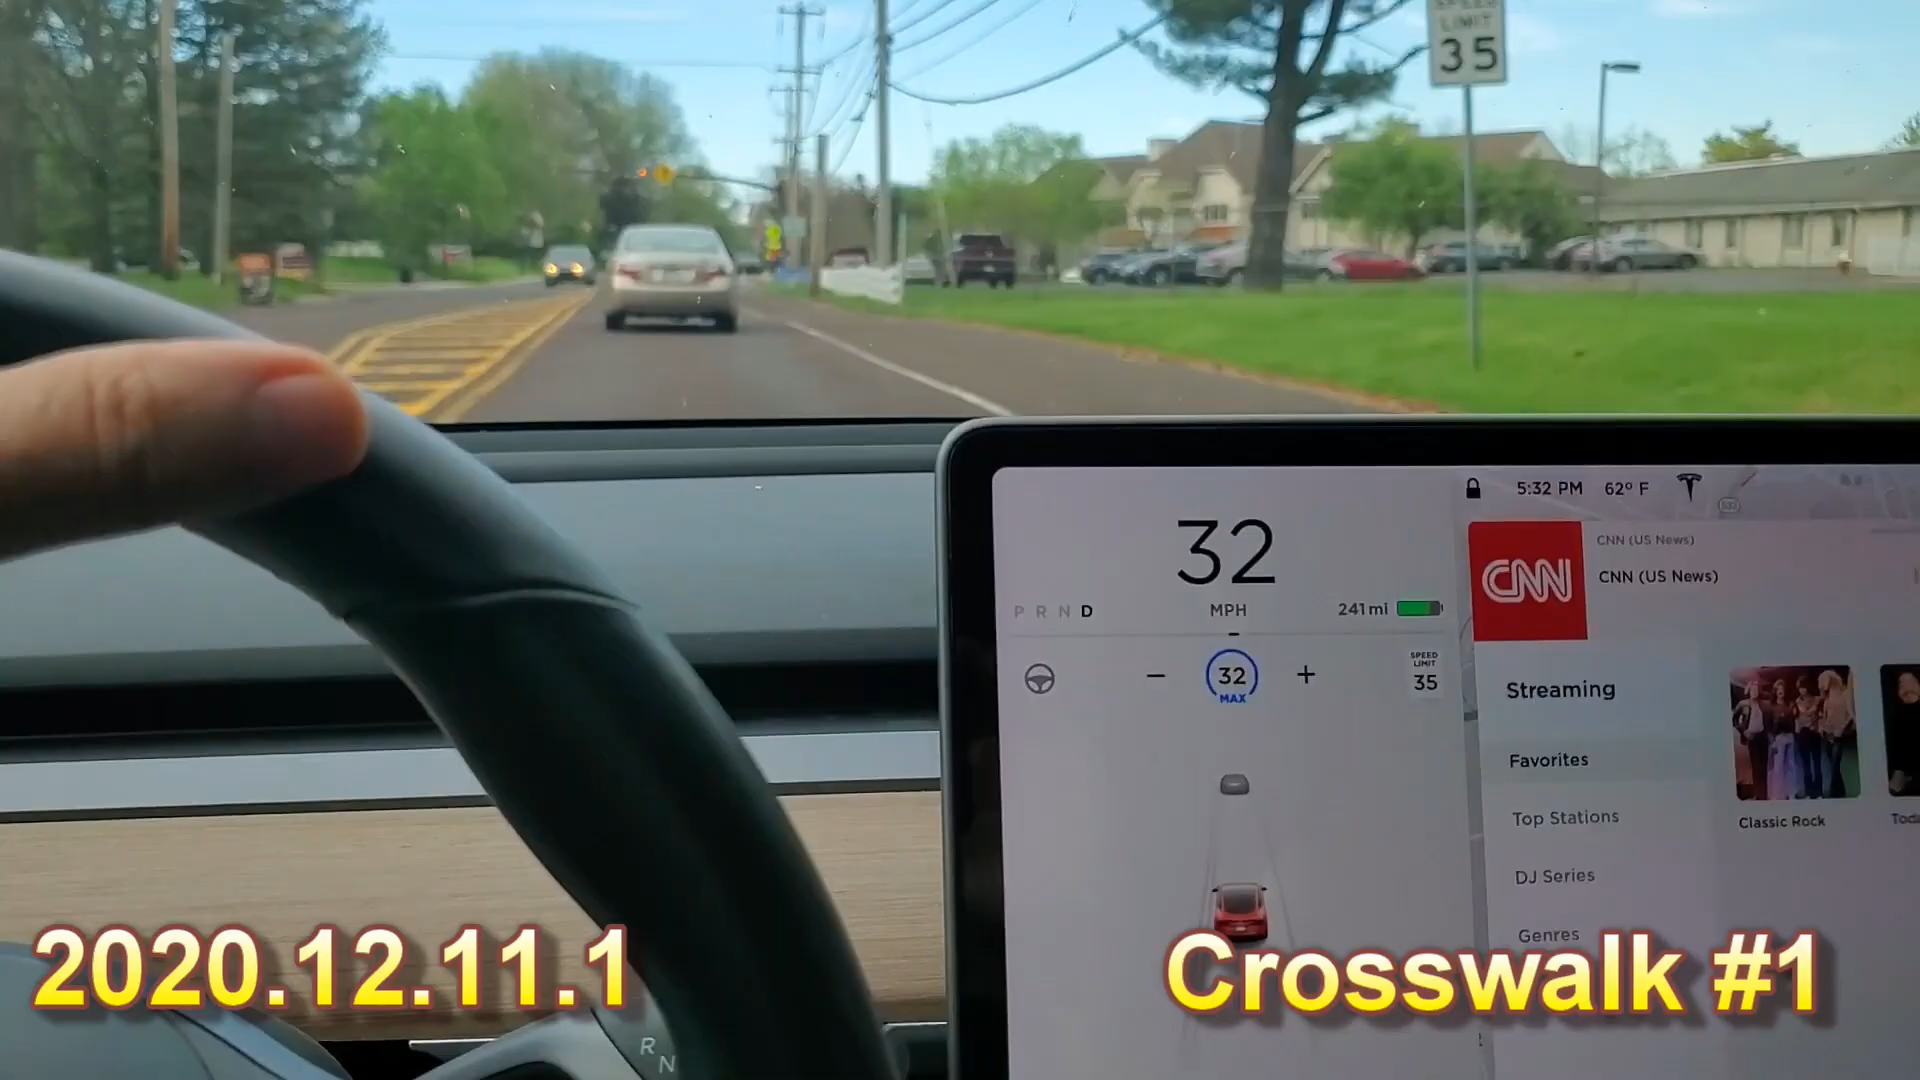 SPEED
LIMIT
35
5:32 PM 62° F
32
MPH
P R N D
241 mi
CNN
CNN (US News)
CNN (US News)
32
MAX
SPEED
LIMIT
35
Streaming
Favorites
Top Stations
DJ Series
Genres
Classic Rock
2020.12.11.1
Crosswalk #1
R
N